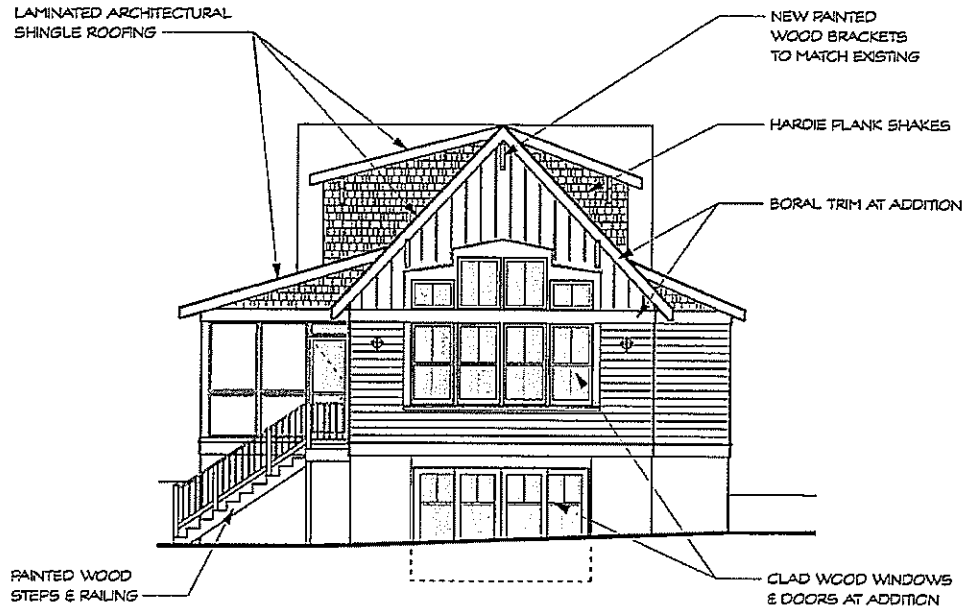 LAMINATED ARCHITECTURAL
SHINGLE ROOFING
NEW PAINTED
WOOD BRACKETS
TO MATCH EXISTING
HARDIE PLANK SHAKES
BORAL TRIM AT ADDITION
PAINTED WOOD
STEPS & RAILING
CLAD WOOD WINDOWS
& DOORS AT ADDITION